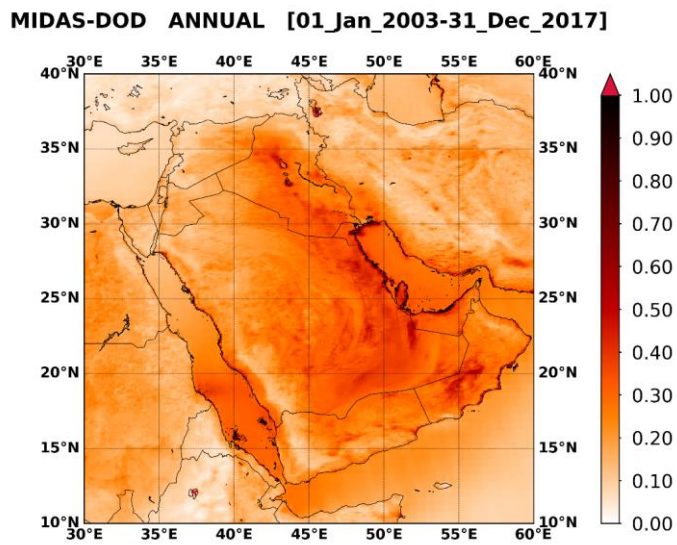 MIDAS-DOD ANNUAL [01_Jan_2003-31_Dec_2017]
30°E 35°E 40°E 45°E 50°E 55°E 60°E
40°N 40°N 1.00
0.90
35°N 35°N 0.80
0.70
30°N 30°N 0.60
25°N 25°N 0.50
0.40
20°N 20°N 0.30
0.20
15°N 15°N 0.10
10°N 10°N 0.00
30°E 35°E 40°E 45°E 50°E 55°E 60°E